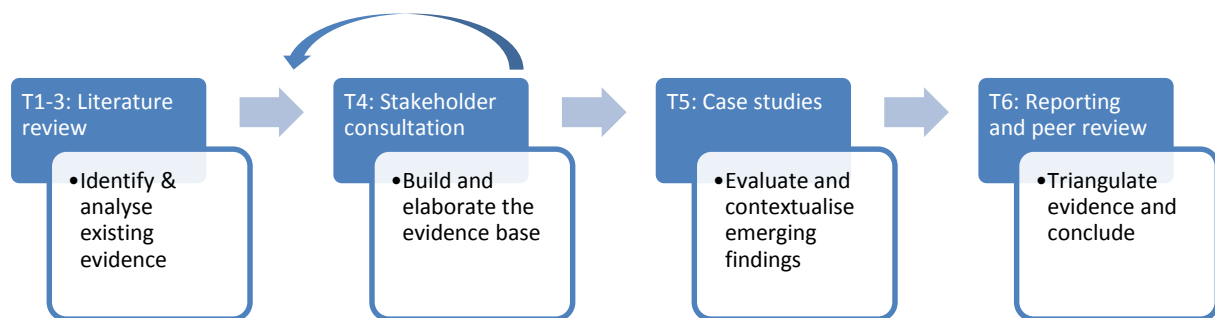 T1-3: Literature
review
•Identify &
analyse
existing
evidence
T4: Stakeholder
consultation
•Build and
elaborate the
evidence base
T5: Case studies
•Evaluate and
contextualise
emerging
findings
T6: Reporting
and peer review
•Triangulate
evidence and
conclude